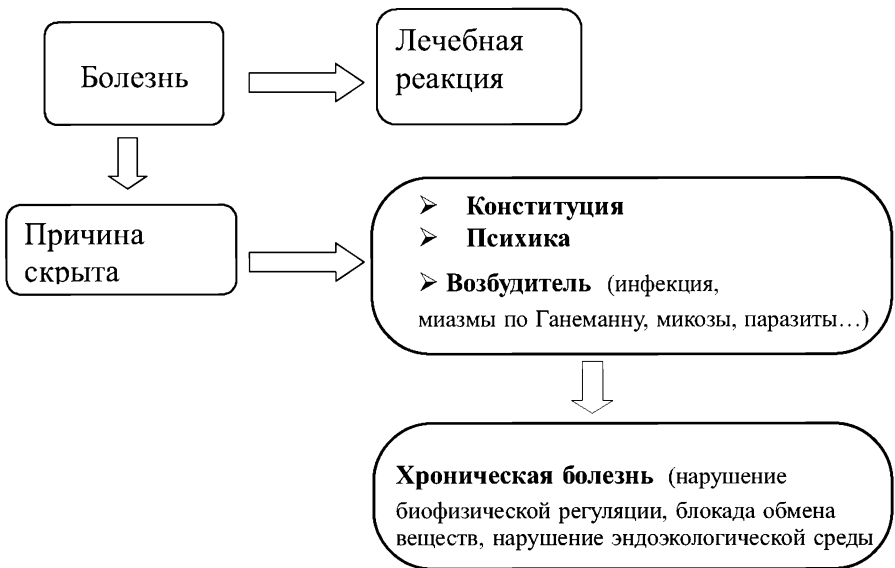 Болезнь
Лечебная
реакция
Причина
скрыта
➢ Конституция
➢ Психика
➢ Возбудитель (инфекция,
миазмы по Ганеманну, микозы, паразиты…)
Хроническая болезнь (нарушение
биофизической регуляции, блокада обмена
веществ, нарушение эндоэкологической среды